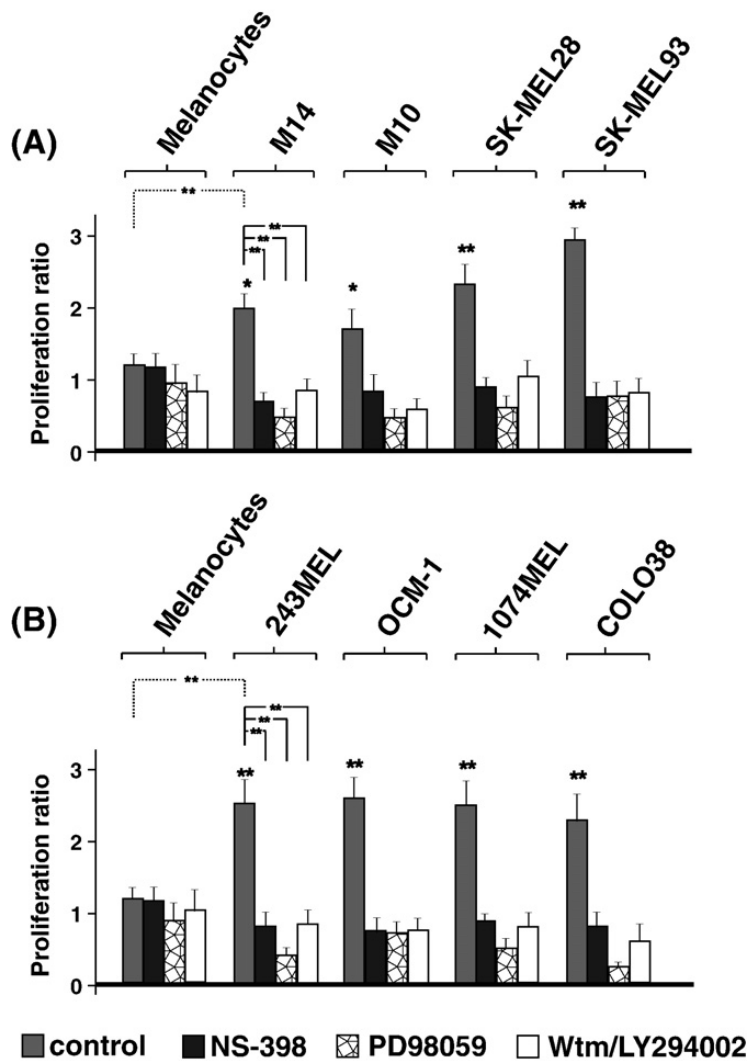 (A)
Melanocytes
M14
M10
SK-MEL28
SK-MEL93
**
**
**
**
*
*
**
**
Proliferation ratio
3
2
1
0
(B)
Melanocytes
243MEL
OCM-1
1074MEL
COLO38
**
**
**
**
**
**
**
**
Proliferation ratio
3
2
1
0
control NS-398 PD98059 Wtm/LY294002